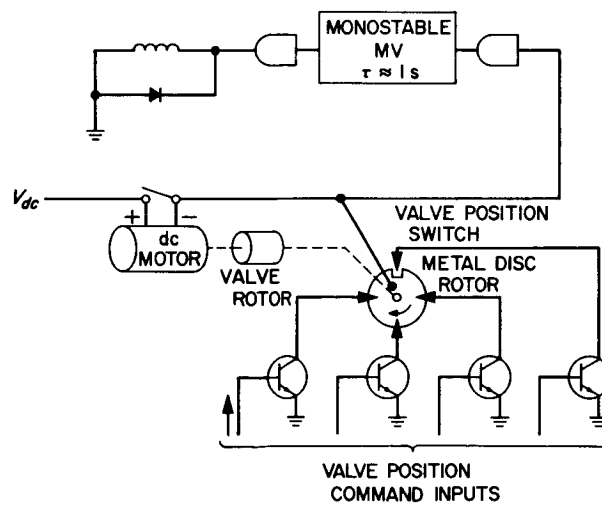 MONOSTABLE
MV
τ ≈ 1 s
V_dc
+
−
dc
MOTOR
VALVE
ROTOR
VALVE POSITION
SWITCH
METAL DISC
ROTOR
VALVE POSITION
COMMAND INPUTS